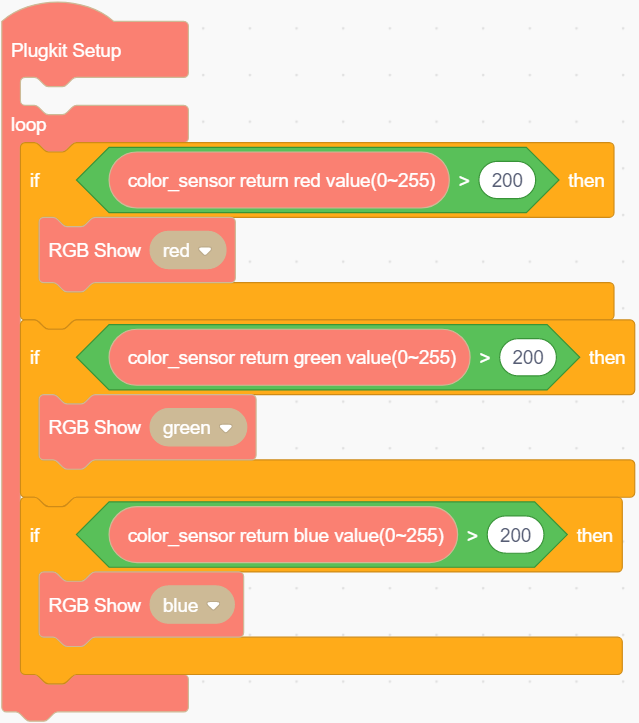 Plugkit Setup
loop
if color_sensor return red value(0~255) > 200 then
RGB Show red
if color_sensor return green value(0~255) > 200 then
RGB Show green
if color_sensor return blue value(0~255) > 200 then
RGB Show blue